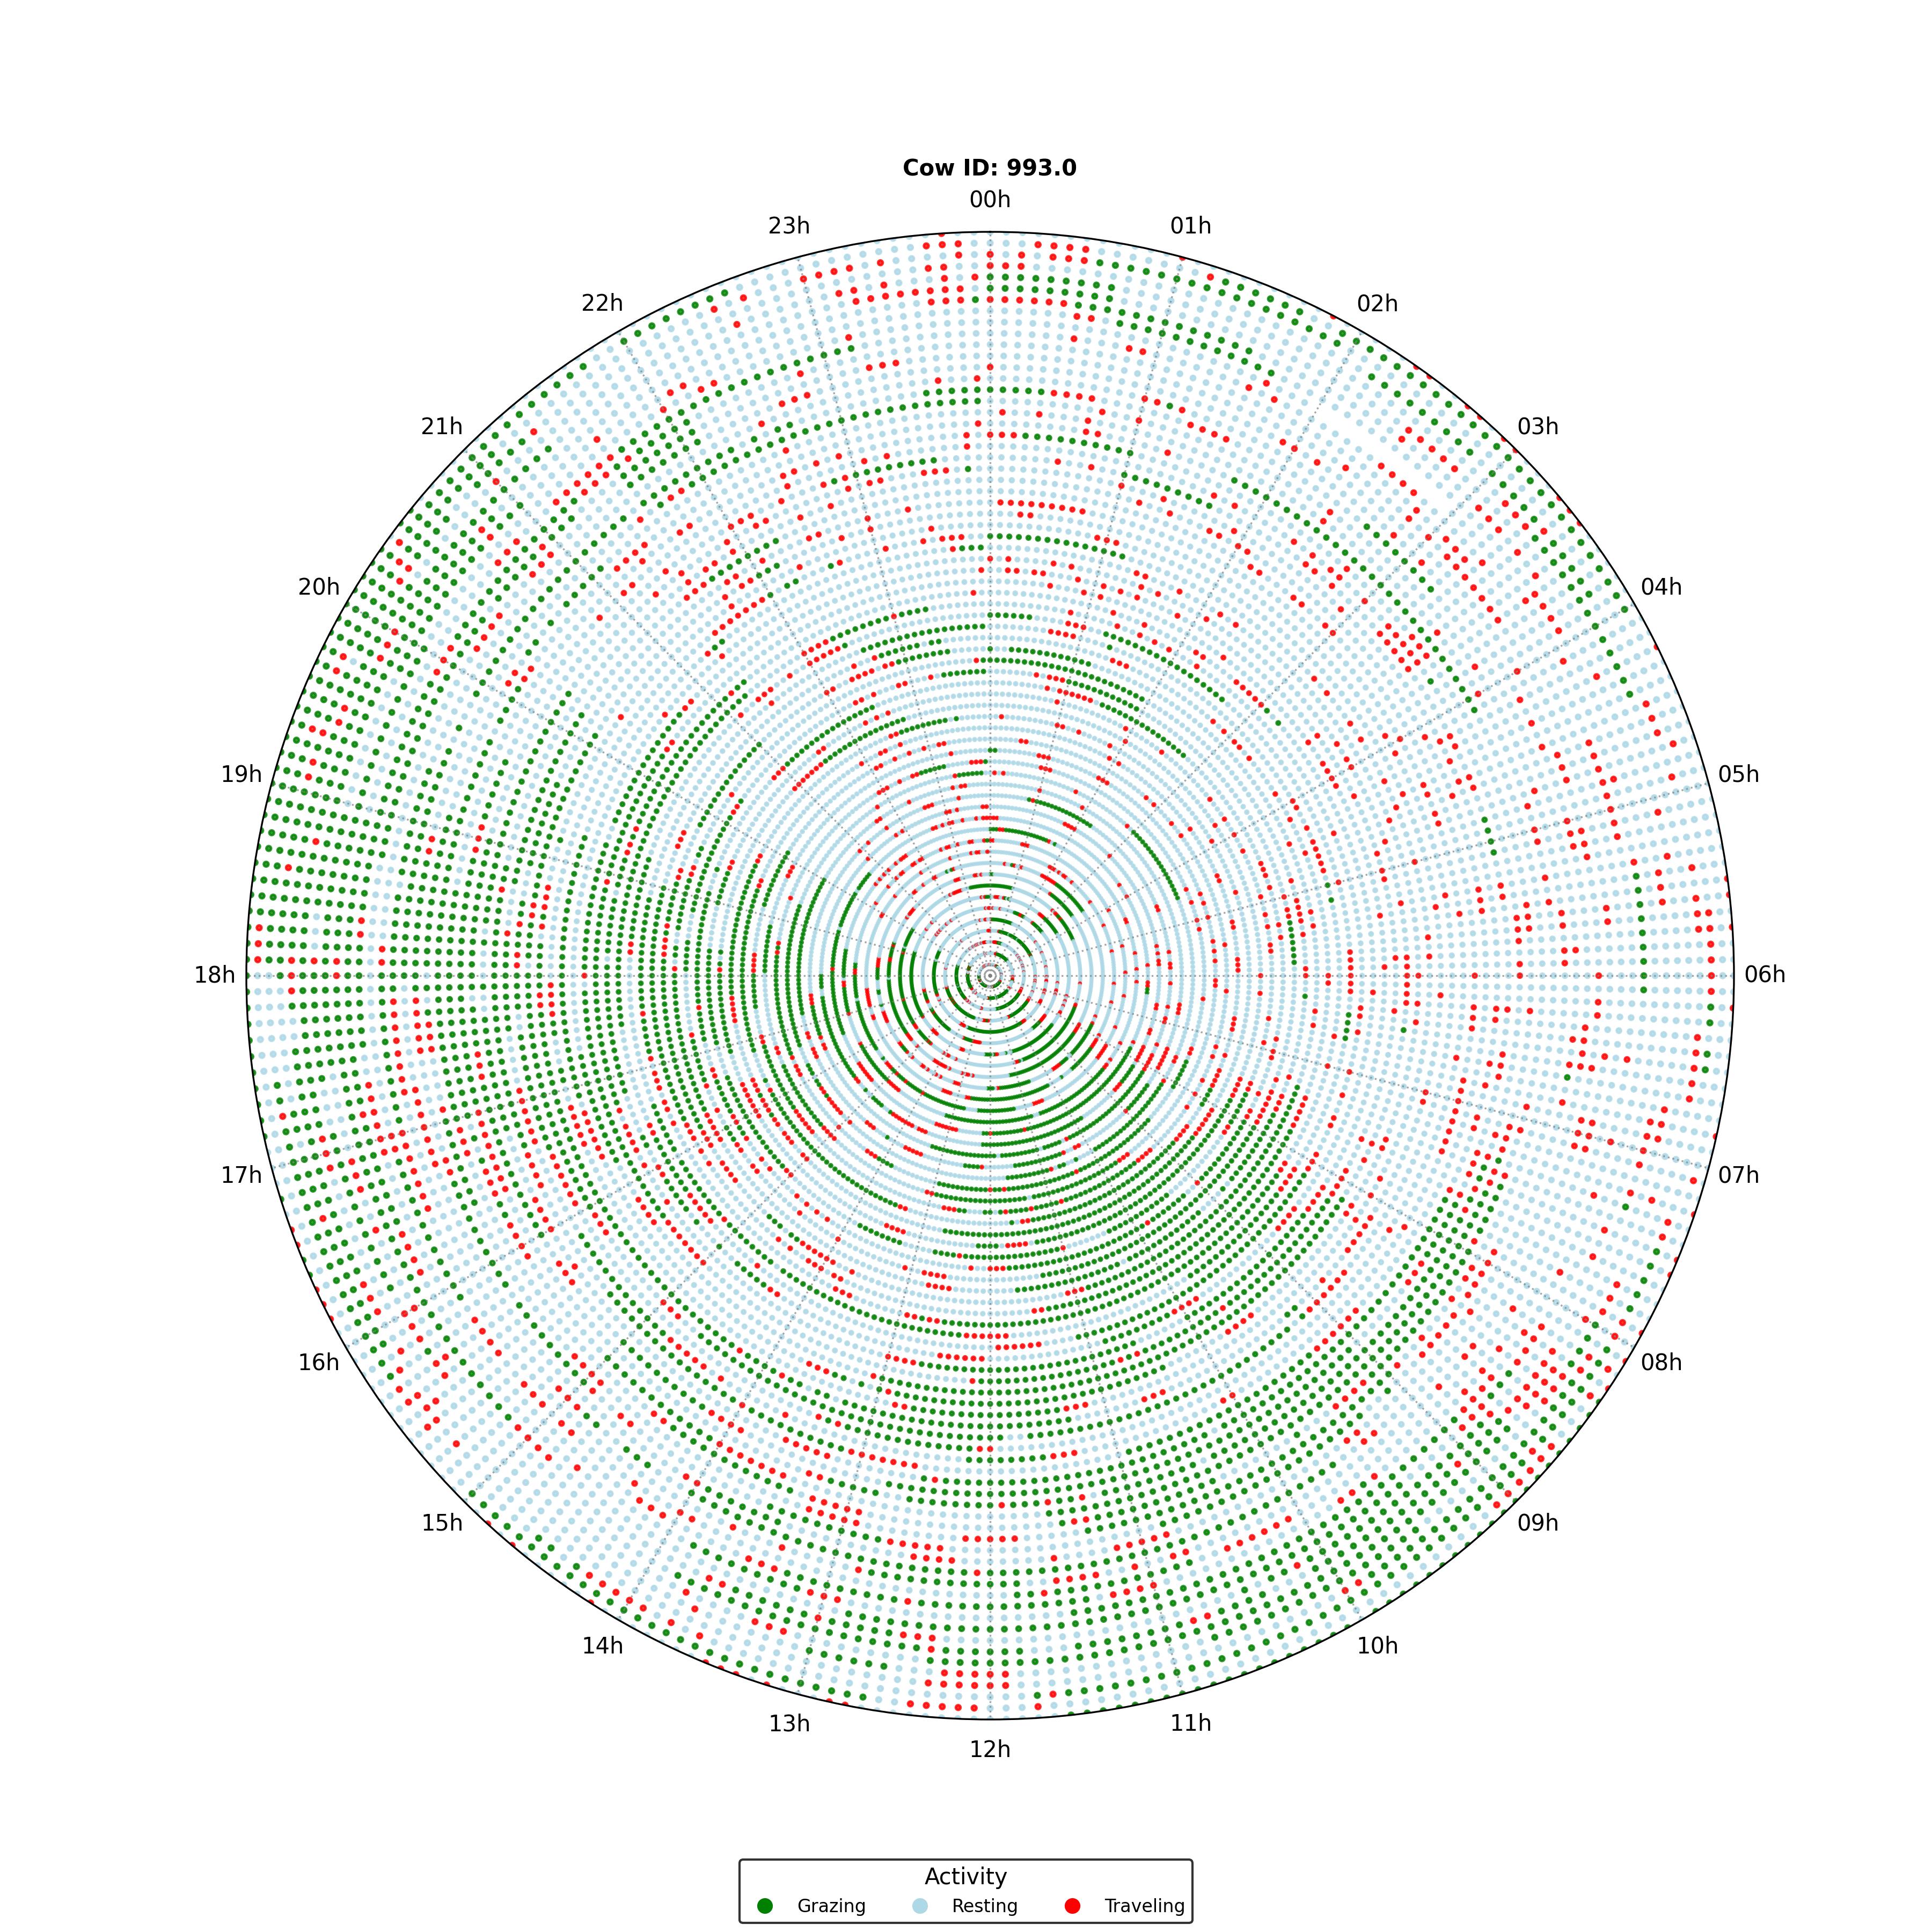 Cow ID: 993.0
00h
23h
01h
22h
02h
21h
03h
20h
04h
19h
05h
18h
06h
17h
07h
16h
08h
15h
09h
14h
10h
13h
11h
12h
Activity
Grazing Resting Traveling